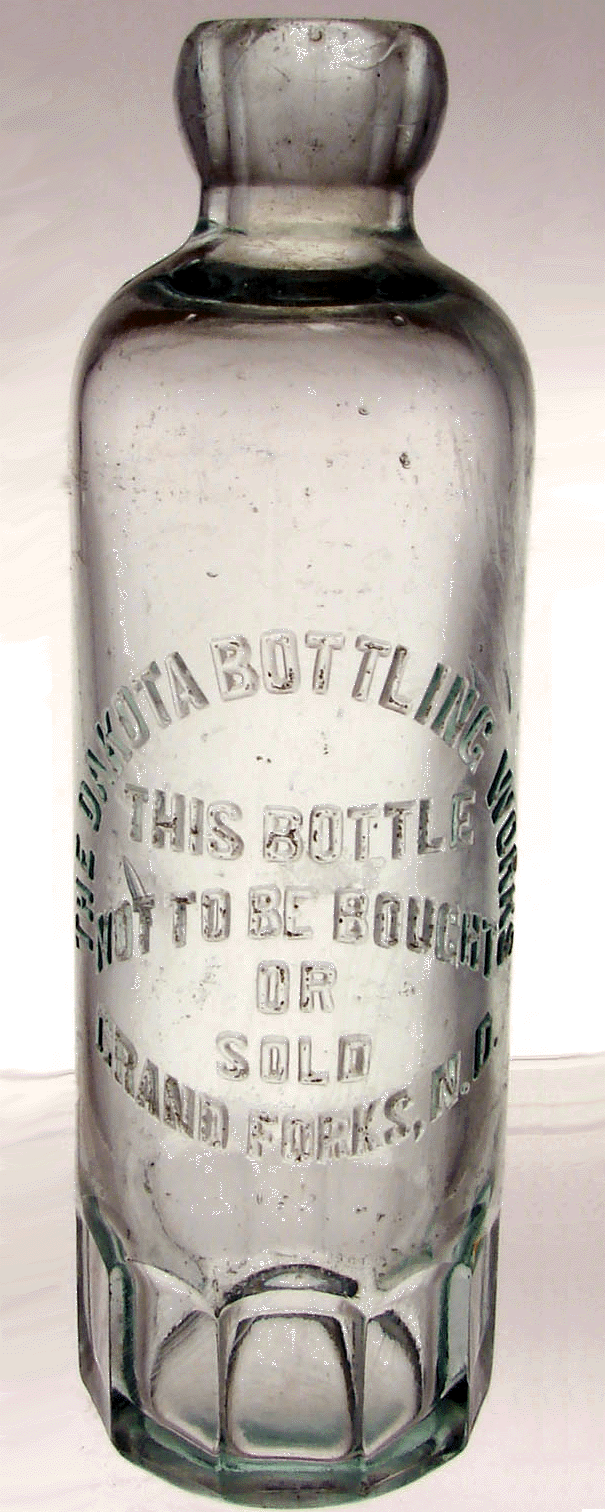 THE DAKOTA BOTTLING WORKS
THIS BOTTLE
NOT TO BE BOUGHT
OR
SOLD
GRAND FORKS, N.D.